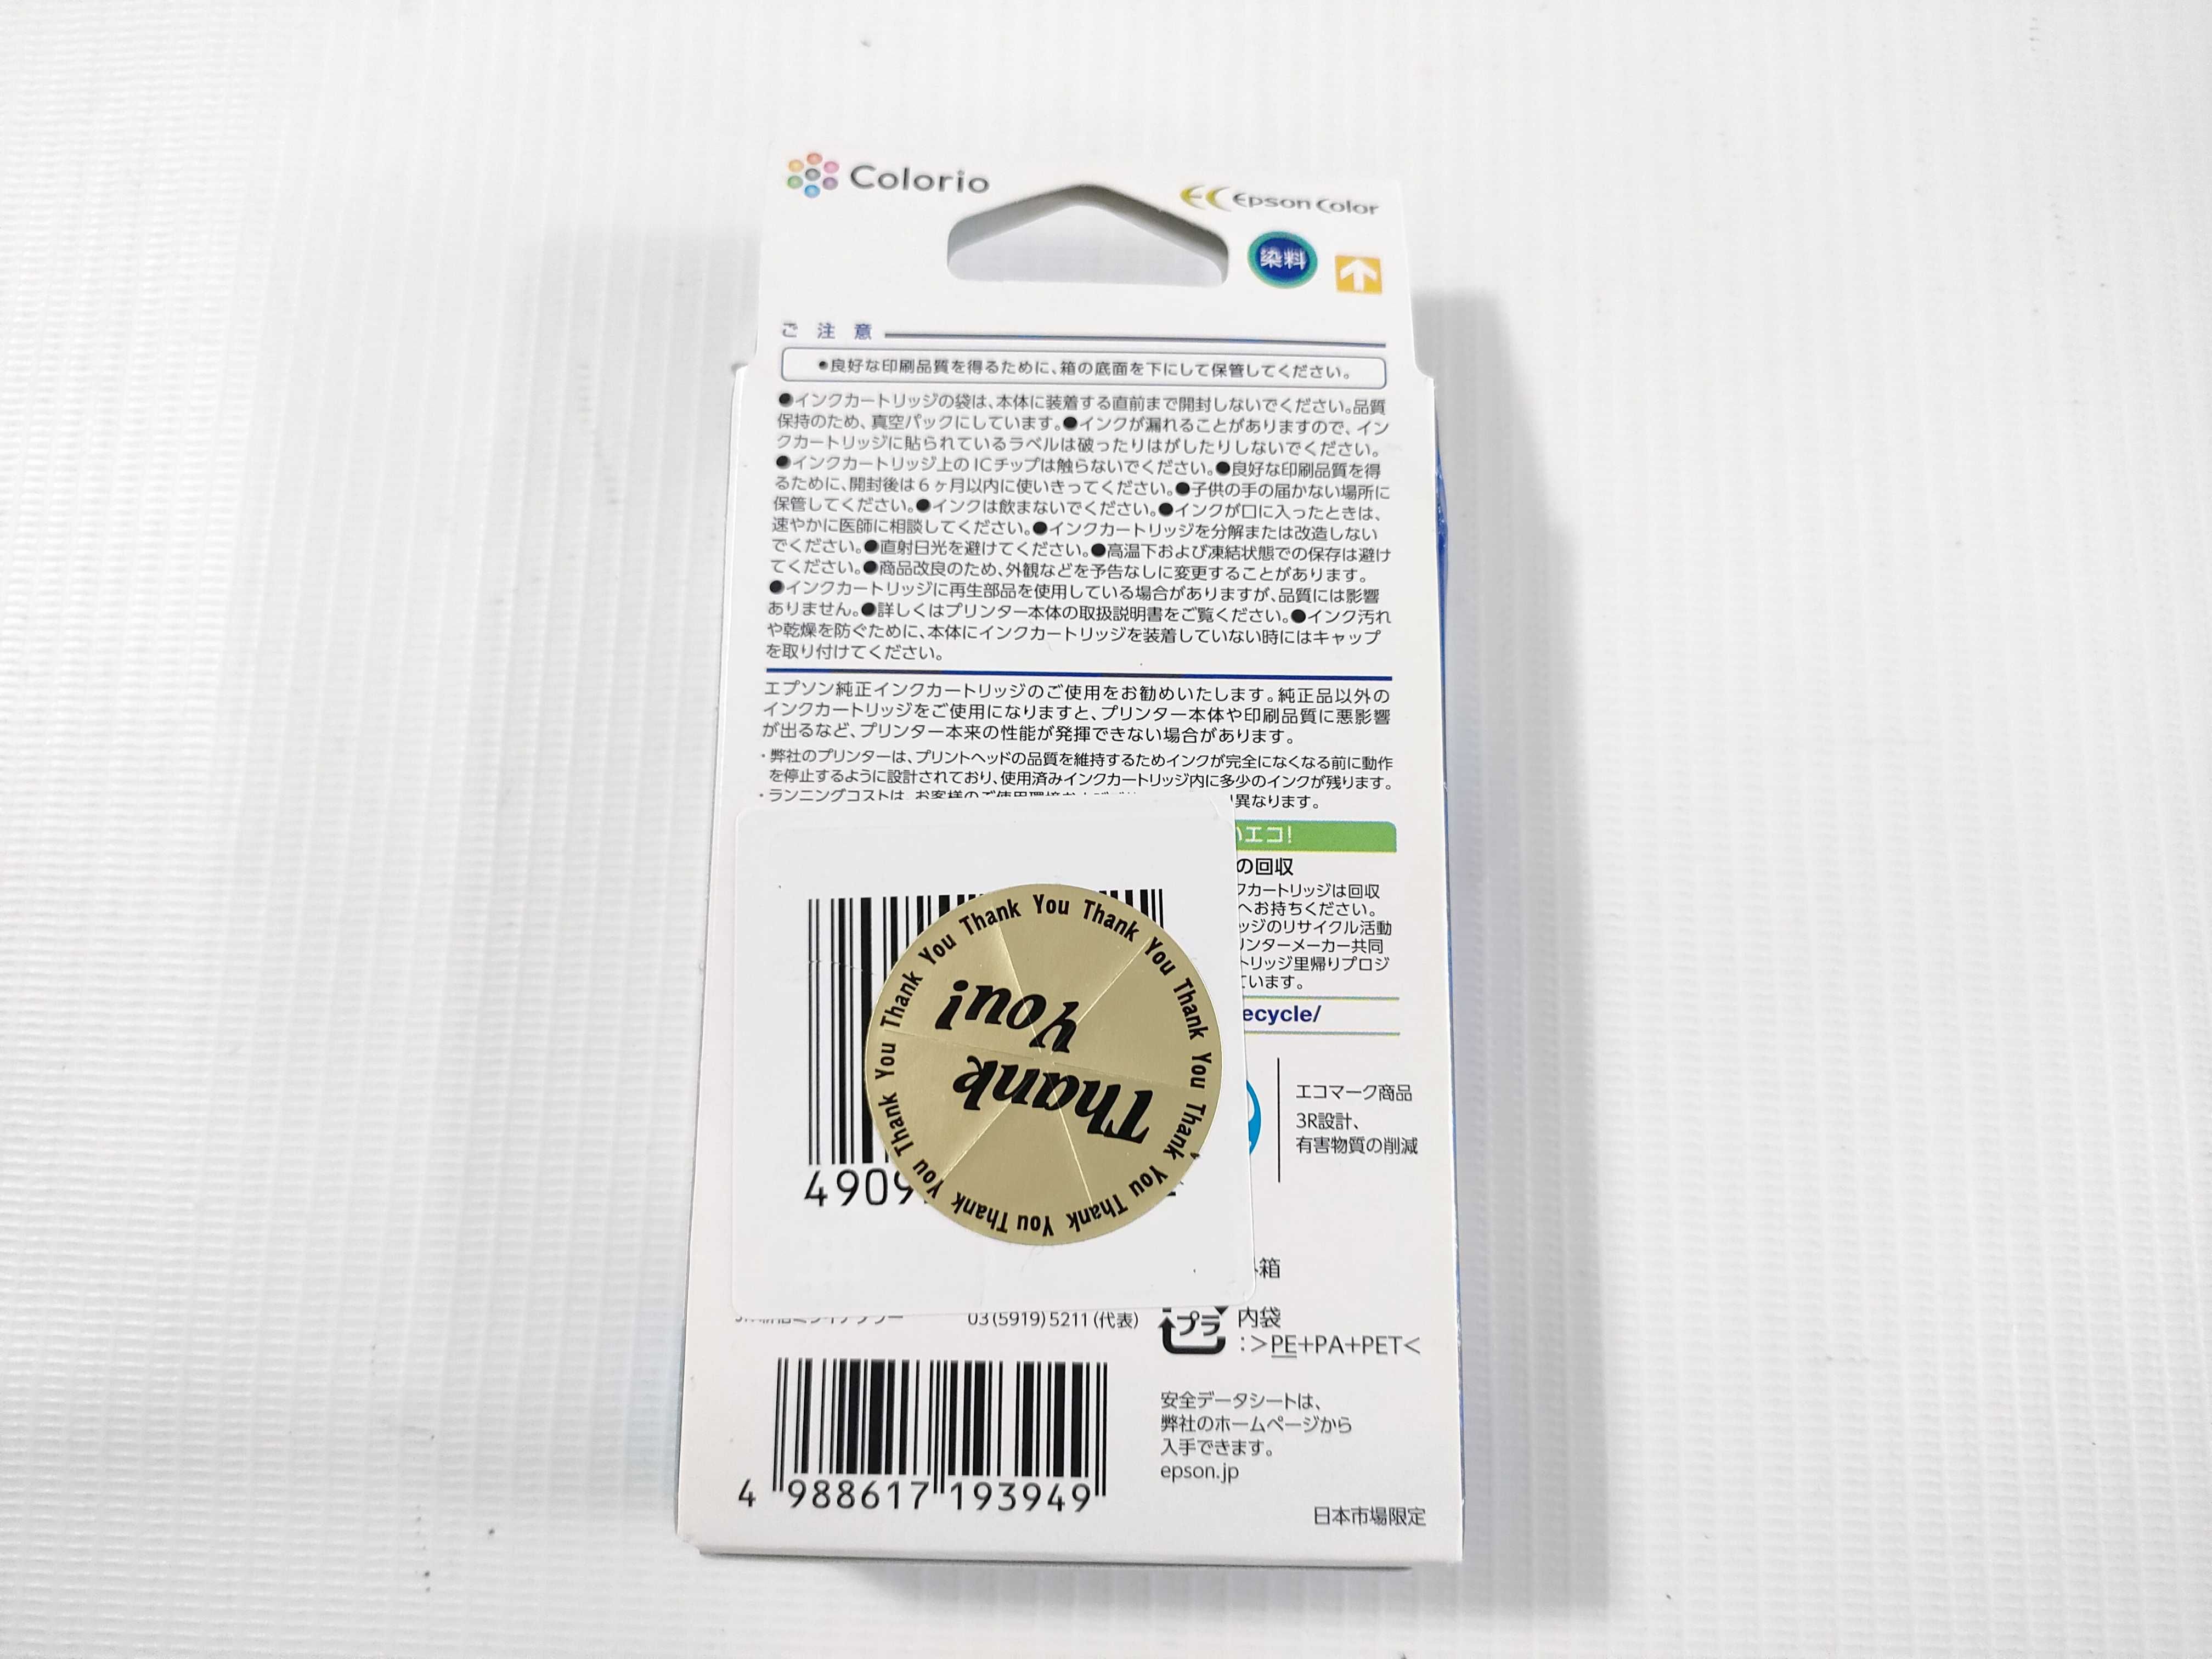 Colorio
Epson Color
染料
ご注意
●良好な印刷品質を得るために、箱の底面を下にして保管してください。
●インクカートリッジの袋は、本体に装着する直前まで開封しないでください。品質
保持のため、真空パックにしています。●インクが漏れることがありますので、イン
クカートリッジに貼られているラベルは破ったりはがしたりしないでください。
●インクカートリッジ上のICチップは触らないでください。●良好な印刷品質を得
るために、開封後は6ヶ月以内に使いきってください。●子供の手の届かない場所に
保管してください。●インクは飲まないでください。●インクが口に入ったときは、
速やかに医師に相談してください。●インクカートリッジを分解または改造しない
でください。●直射日光を避けてください。●高温下および凍結状態での保存は避け
てください。●商品改良のため、外観などを予告なしに変更することがあります。
●インクカートリッジに再生部品を使用している場合がありますが、品質には影響
ありません。●詳しくはプリンター本体の取扱説明書をご覧ください。●インク汚れ
や乾燥を防ぐために、本体にインクカートリッジを装着していない時にはキャップ
を取り付けてください。
エプソン純正インクカートリッジのご使用をお勧めいたします。純正品以外の
インクカートリッジをご使用になりますと、プリンター本体や印刷品質に悪影響
が出るなど、プリンター本来の性能が発揮できない場合があります。
・弊社のプリンターは、プリントヘッドの品質を維持するためインクが完全になくなる前に動作
を停止するように設計されており、使用済みインクカートリッジ内に多少のインクが残ります。
・ランニングコストは、お客様のご使用環境および 異なります。
いエコ!
の回収
フカートリッジは回収
へお持ちください。
ッジのリサイクル活動
リンターメーカー共同
トリッジ里帰りプロジ
ています。
ecycle/
Thank You Thank You Thank You Thank You Thank You Thank You Thank You Thank You
Thank
You!
4909
エコマーク商品
3R設計、
有害物質の削減
箱
03(5919)5211(代表)
プラ
内袋
:>PE+PA+PET<
安全データシートは、
弊社のホームページから
入手できます。
epson.jp
4 988617 193949
日本市場限定